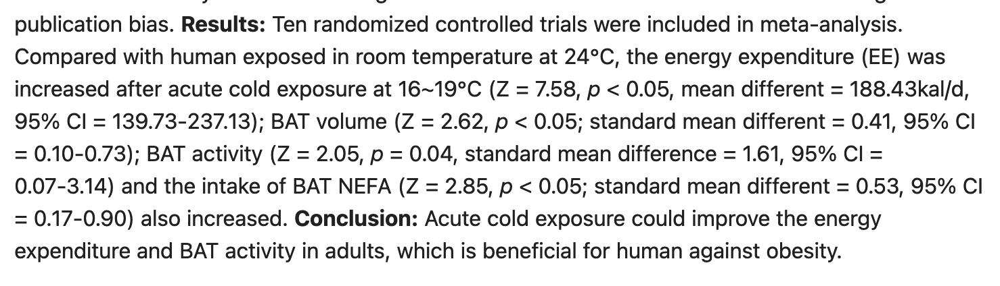 publication bias. Results: Ten randomized controlled trials were included in meta-analysis.
Compared with human exposed in room temperature at 24°C, the energy expenditure (EE) was
increased after acute cold exposure at 16~19°C (Z = 7.58, p < 0.05, mean different = 188.43kal/d,
95% CI = 139.73-237.13); BAT volume (Z = 2.62, p < 0.05; standard mean different = 0.41, 95% CI
= 0.10-0.73); BAT activity (Z = 2.05, p = 0.04, standard mean difference = 1.61, 95% CI =
0.07-3.14) and the intake of BAT NEFA (Z = 2.85, p < 0.05; standard mean different = 0.53, 95% CI
= 0.17-0.90) also increased. Conclusion: Acute cold exposure could improve the energy
expenditure and BAT activity in adults, which is beneficial for human against obesity.